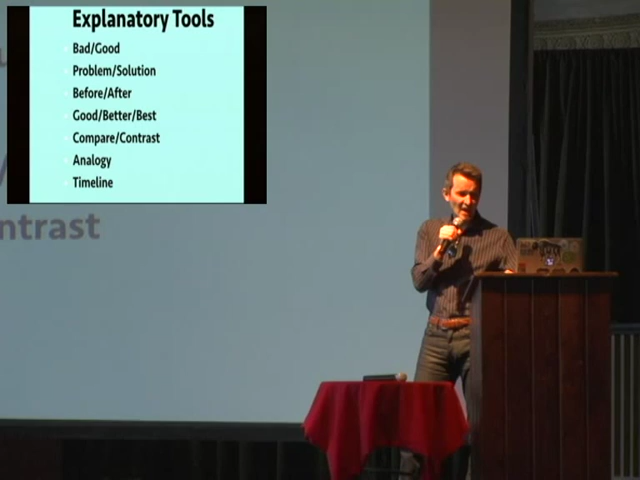 Explanatory Tools
Bad/Good
Problem/Solution
Before/After
Good/Better/Best
Compare/Contrast
Analogy
Timeline
ntrast